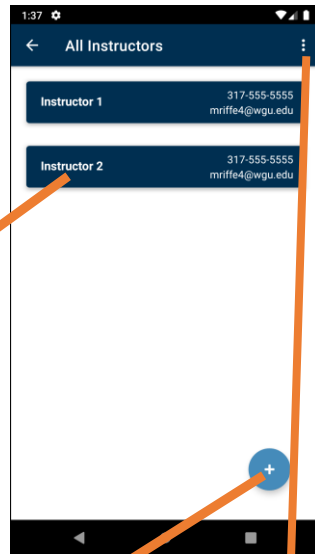 1:37
All Instructors
317-555-5555
Instructor 1
mriffe4@wgu.edu
317-555-5555
Instructor 2
mriffe4@wgu.edu
+